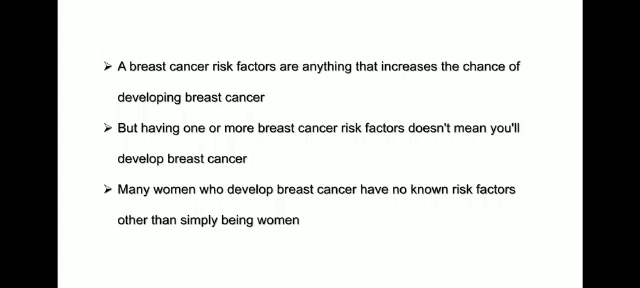 ➤ A breast cancer risk factors are anything that increases the chance of
developing breast cancer
➤ But having one or more breast cancer risk factors doesn't mean you'll
develop breast cancer
➤ Many women who develop breast cancer have no known risk factors
other than simply being women